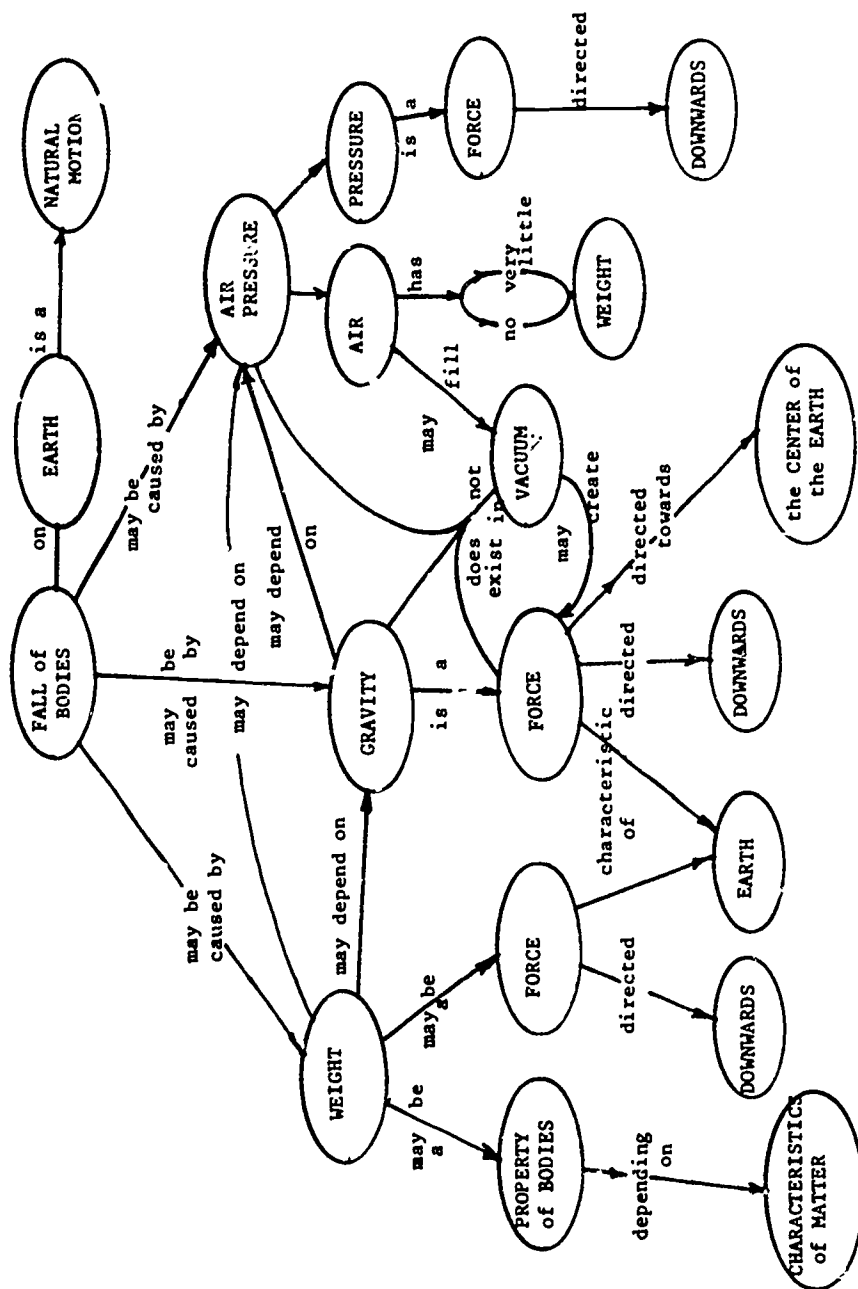 FALL of
BODIES
on
EARTH
is a
NATURAL
MOTION
may be
caused by
may be
caused by
may be
caused by
WEIGHT
may depend on
may depend on
may depend
on
GRAVITY
AIR
PRESSURE
may be
a
may be
a
is a
AIR
PRESSURE
has
is a
PROPERTY
of BODIES
FORCE
FORCE
does not
exist in
may
fill
VACUUM
may
create
no
very
little
WEIGHT
FORCE
directed
DOWNWARDS
depending
on
directed
characteristic
of
directed
directed
towards
CHARACTERISTICS
of MATTER
DOWNWARDS
EARTH
DOWNWARDS
the CENTER of
the EARTH